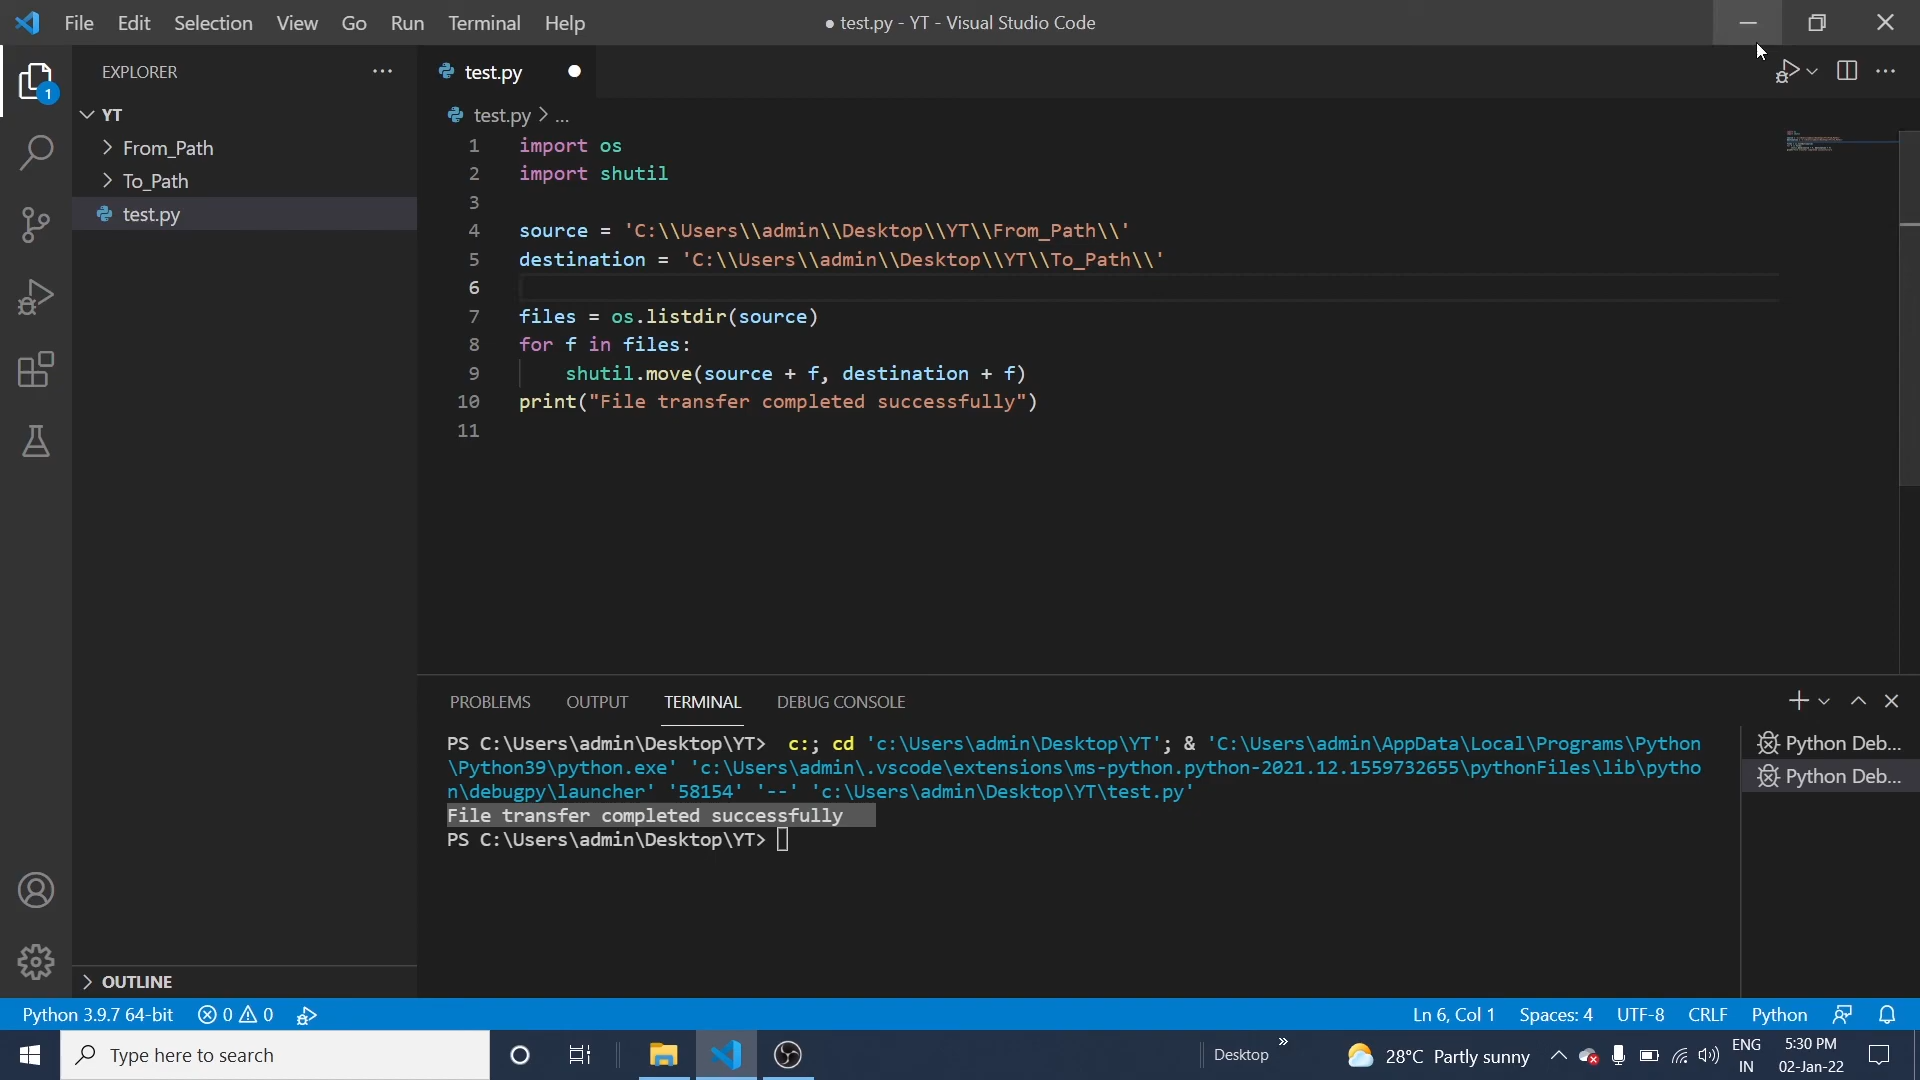 File Edit Selection View Go Run Terminal Help
● test.py - YT - Visual Studio Code
EXPLORER
test.py
1
YT
From_Path
To_Path
test.py
OUTLINE
test.py > ...
1 import os
2 import shutil
3
4 source = 'C:\\Users\\admin\\Desktop\\YT\\From_Path\\'
5 destination = 'C:\\Users\\admin\\Desktop\\YT\\To_Path\\'
6
7 files = os.listdir(source)
8 for f in files:
9 shutil.move(source + f, destination + f)
10 print("File transfer completed successfully")
11
PROBLEMS OUTPUT TERMINAL DEBUG CONSOLE
PS C:\Users\admin\Desktop\YT> c:; cd 'c:\Users\admin\Desktop\YT'; & 'C:\Users\admin\AppData\Local\Programs\Python
\Python39\python.exe' 'c:\Users\admin\.vscode\extensions\ms-python.python-2021.12.1559732655\pythonFiles\lib\pytho
n\debugpy\launcher' '58154' '--' 'c:\Users\admin\Desktop\YT\test.py'
File transfer completed successfully
PS C:\Users\admin\Desktop\YT>
Python Deb...
Python Deb...
Python 3.9.7 64-bit 0 0 Ln 6, Col 1 Spaces: 4 UTF-8 CRLF Python
Type here to search
Desktop
28°C Partly sunny
ENG
IN
5:30 PM
02-Jan-22